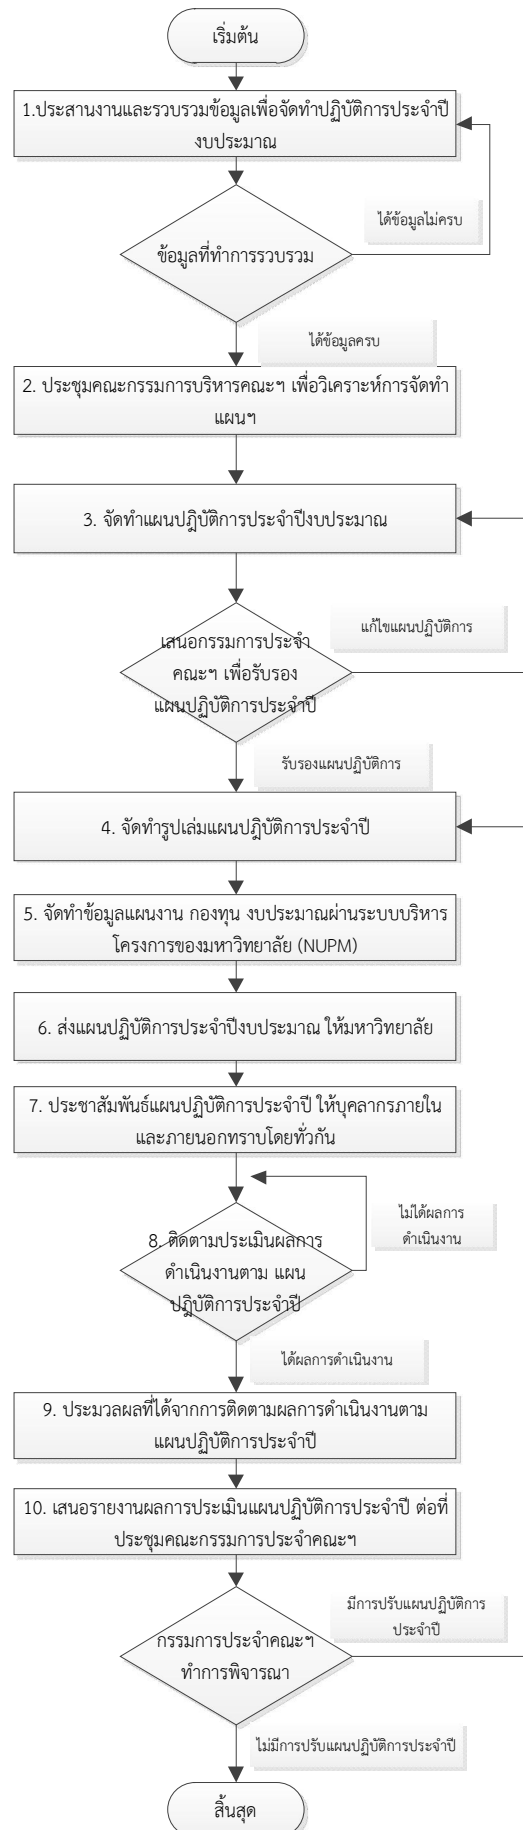 เริ่มต้น
1.ประสานงานและรวบรวมข้อมูลเพื่อจัดทำปฏิบัติการประจำปี
งบประมาณ
ได้ข้อมูลไม่ครบ
ข้อมูลที่ทำการรวบรวม
ได้ข้อมูลครบ
2. ประชุมคณะกรรมการบริหารคณะฯ เพื่อวิเคราะห์การจัดทำ
แผนฯ
3. จัดทำแผนปฏิบัติการประจำปีงบประมาณ
แก้ไขแผนปฏิบัติการ
เสนอกรรมการประจำ
คณะฯ เพื่อรับรอง
แผนปฏิบัติการประจำปี
รับรองแผนปฏิบัติการ
4. จัดทำรูปเล่มแผนปฏิบัติการประจำปี
5. จัดทำข้อมูลแผนงาน กองทุน งบประมาณผ่านระบบบริหาร
โครงการของมหาวิทยาลัย (NUPM)
6. ส่งแผนปฏิบัติการประจำปีงบประมาณ ให้มหาวิทยาลัย
7. ประชาสัมพันธ์แผนปฏิบัติการประจำปี ให้บุคลากรภายใน
และภายนอกทราบโดยทั่วกัน
ไม่ได้ผลการ
ดำเนินงาน
8. ติดตามประเมินผลการ
ดำเนินงานตาม แผน
ปฏิบัติการประจำปี
ได้ผลการดำเนินงาน
9. ประมวลผลที่ได้จากการติดตามผลการดำเนินงานตาม
แผนปฏิบัติการประจำปี
10. เสนอรายงานผลการประเมินแผนปฏิบัติการประจำปี ต่อที่
ประชุมคณะกรรมการประจำคณะฯ
มีการปรับแผนปฏิบัติการ
ประจำปี
กรรมการประจำคณะฯ
ทำการพิจารณา
ไม่มีการปรับแผนปฏิบัติการประจำปี
สิ้นสุด